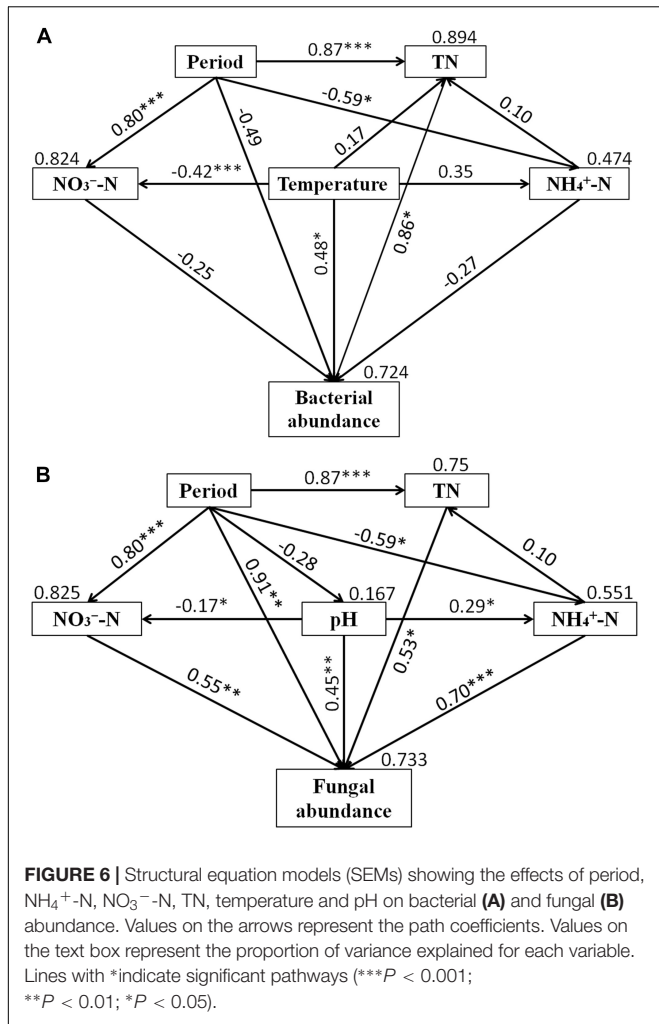 A
0.87***
0.894
Period
TN
0.80***
-0.49
-0.59*
0.17
0.10
0.824
0.474
NO₃⁻-N
-0.42***
Temperature
0.35
NH₄⁺-N
-0.25
0.48*
0.86*
-0.27
0.724
Bacterial
abundance
B
0.75
Period
0.87***
TN
0.80***
-0.28
-0.59*
0.10
0.91**
0.825
0.167
0.551
NO₃⁻-N
-0.17*
pH
0.29*
NH₄⁺-N
0.55**
0.45**
0.53*
0.70***
0.733
Fungal
abundance
FIGURE 6 | Structural equation models (SEMs) showing the effects of period,
NH₄⁺-N, NO₃⁻-N, TN, temperature and pH on bacterial (A) and fungal (B)
abundance. Values on the arrows represent the path coefficients. Values on
the text box represent the proportion of variance explained for each variable.
Lines with *indicate significant pathways (***P < 0.001;
**P < 0.01; *P < 0.05).